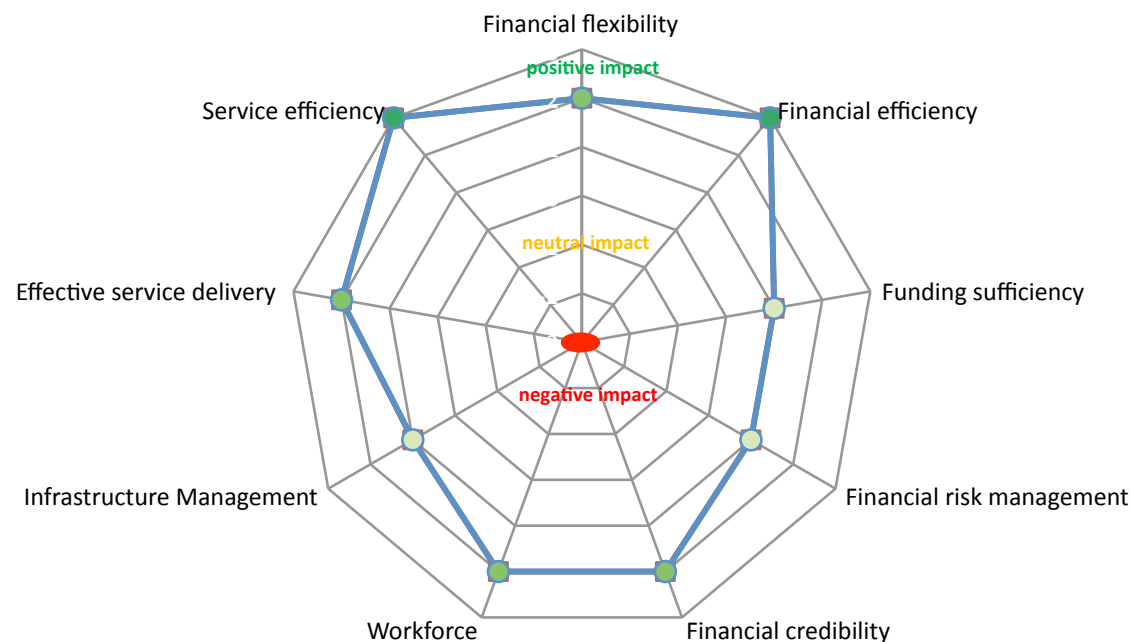 Financial flexibility
positive impact
Service efficiency
Financial efficiency
neutral impact
Effective service delivery
Funding sufficiency
negative impact
Infrastructure Management
Financial risk management
Workforce
Financial credibility